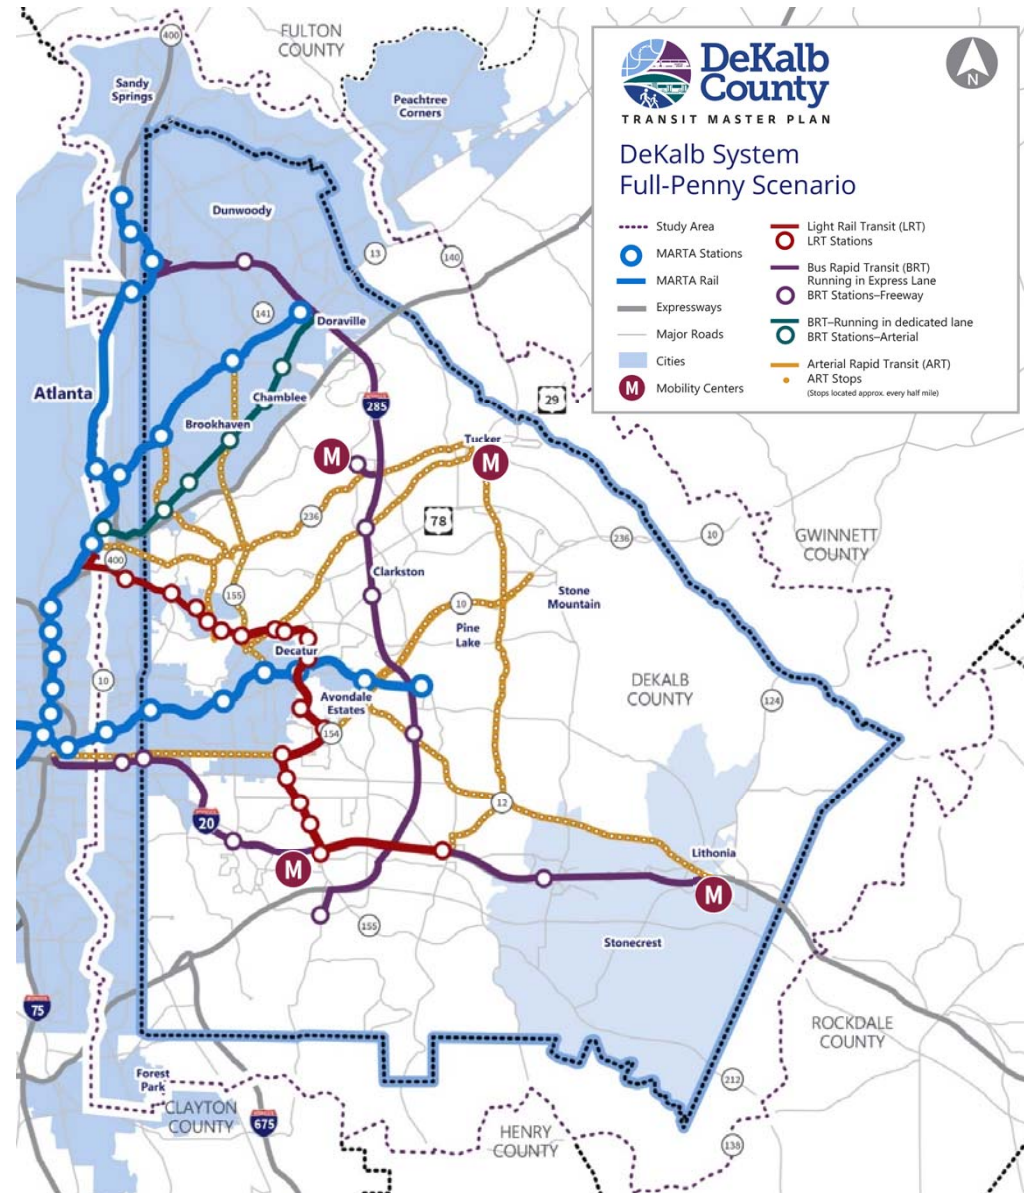 400
FULTON
COUNTY
Sandy
Springs
Peachtree
Corners
DeKalb
County
TRANSIT MASTER PLAN
N
DeKalb System
Full-Penny Scenario
Study Area
MARTA Stations
MARTA Rail
Expressways
Major Roads
Cities
M
Mobility Centers
Light Rail Transit (LRT)
LRT Stations
Bus Rapid Transit (BRT)
Running in Express Lane
BRT Stations–Freeway
BRT–Running in dedicated lane
BRT Stations–Arterial
Arterial Rapid Transit (ART)
ART Stops
(Stops located approx. every half mile)
Dunwoody
13
140
141
Doraville
Atlanta
Chamblee
285
29
Brookhaven
Tucker
M
M
236
78
236
10
GWINNETT
COUNTY
400
Clarkston
155
10
Stone
Mountain
Pine
Lake
Decatur
10
Avondale
Estates
DEKALB
COUNTY
124
154
12
20
Lithonia
M
M
155
Stonecrest
75
ROCKDALE
COUNTY
Forest
Park
212
CLAYTON
COUNTY
675
HENRY
COUNTY
138